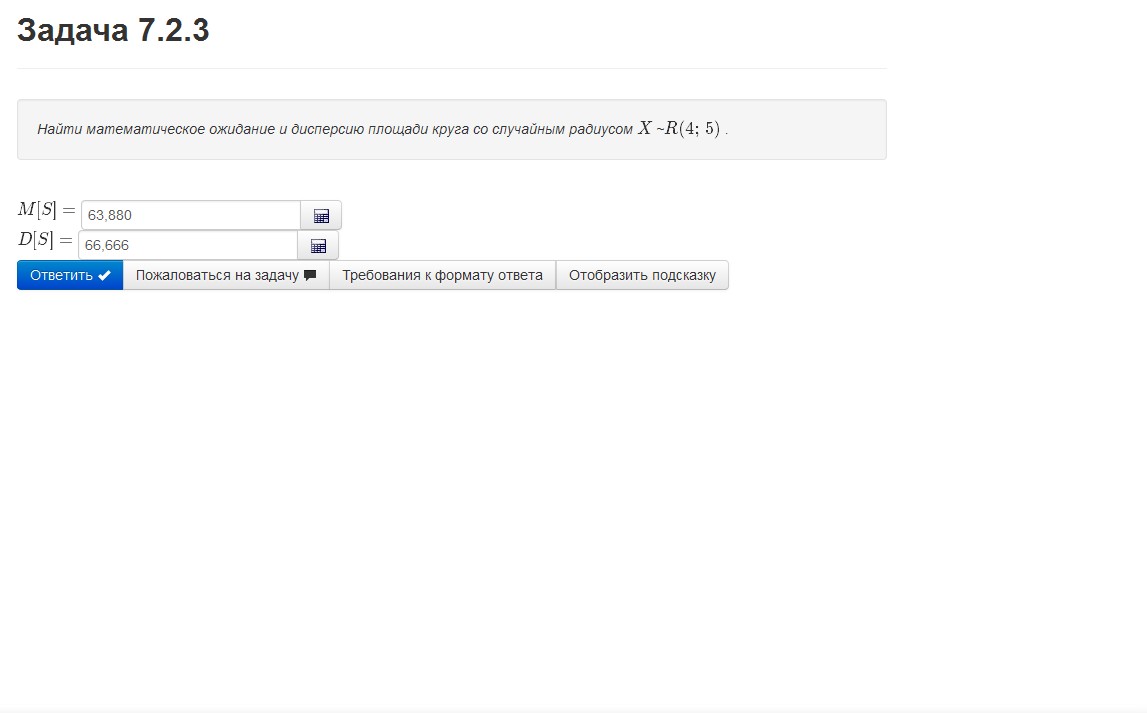 Задача 7.2.3
Найти математическое ожидание и дисперсию площади круга со случайным радиусом X ~R(4; 5) .
M[S] = 63,880
D[S] = 66,666
Ответить Пожаловаться на задачу Требования к формату ответа Отобразить подсказку